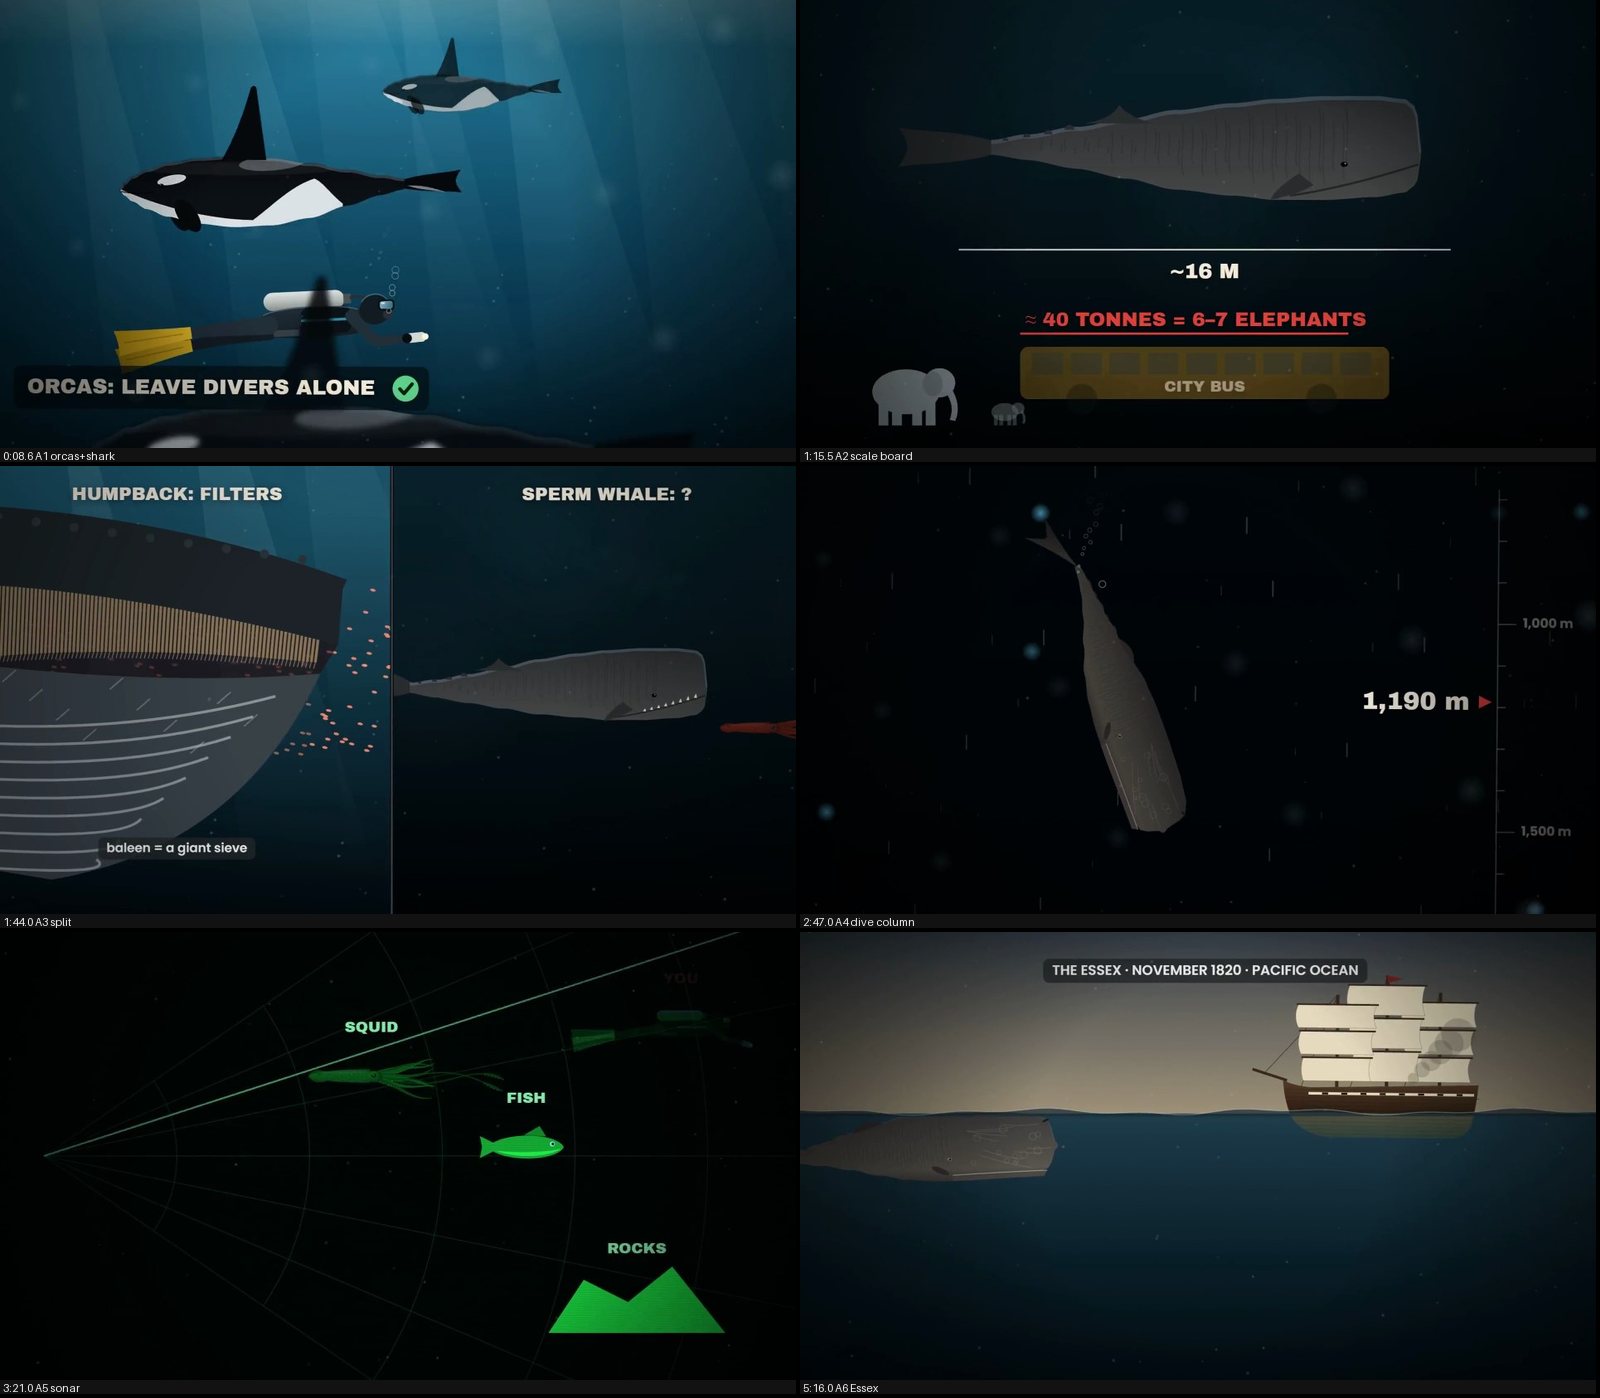 ORCAS: LEAVE DIVERS ALONE
0:08.6 A1 orcas+shark
~16 M
≈ 40 TONNES = 6–7 ELEPHANTS
CITY BUS
1:15.5 A2 scale board
HUMPBACK: FILTERS
SPERM WHALE: ?
baleen = a giant sieve
1:44.0 A3 split
1,000 m
1,190 m
1,500 m
2:47.0 A4 dive column
YOU
SQUID
FISH
ROCKS
3:21.0 A5 sonar
THE ESSEX · NOVEMBER 1820 · PACIFIC OCEAN
5:16.0 A6 Essex